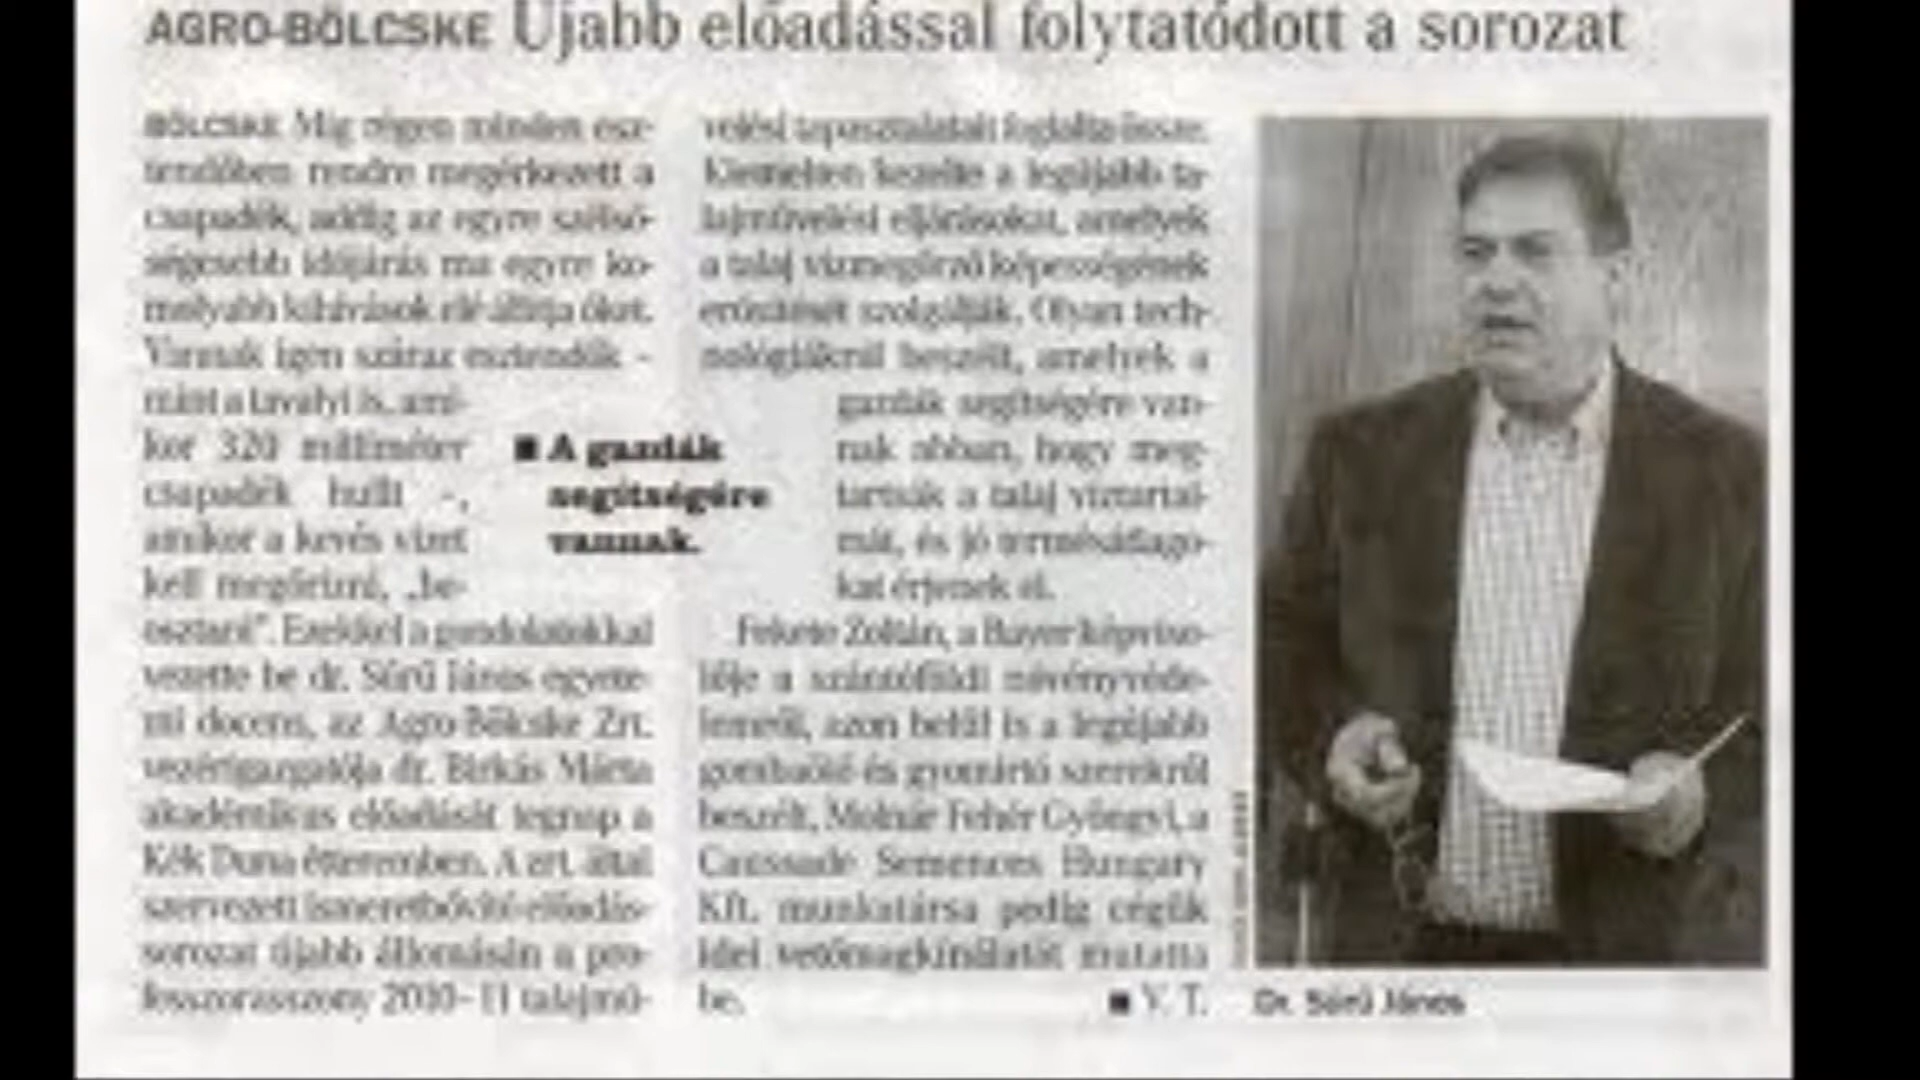 AGRO-BÖLCSKE Újabb előadással folytatódott a sorozat
BÖLCSKE Míg régen minden esz-
tendőben rendre megérkezett a
csapadék, addig az egyre szélső-
ségesebb időjárás ma egyre ko-
molyabb kihívások elé állítja őket.
Vannak igen száraz esztendők -
mint a tavalyi is, ami-
kor 320 milliméter
csapadék hullt -,
amikor a kevés vizet
kell megőrizni, „be-
osztani". Ezekkel a gondolatokkal
vezette be dr. Sűrű János egyete-
mi docens, az Agro-Bölcske Zrt.
vezérigazgatója dr. Birkás Márta
akadémikus előadását tegnap a
Kék Duna étteremben. A zrt. által
szervezett ismeretbővítő előadás-
sorozat újabb állomásán a pro-
fesszorasszony 2010-11 talajmű-
■ A gazdák
segítségére
vannak.
velési tapasztalatait foglalta össze.
Kiemelten kezelte a legújabb ta-
lajművelési eljárásokat, amelyek
a talaj vízmegőrző képességének
erősítését szolgálják. Olyan tech-
nológiákról beszélt, amelyek a
gazdák segítségére van-
nak abban, hogy meg-
tartsák a talaj víztartal-
mát, és jó termésátlago-
kat érjenek el.
Fekete Zoltán, a Bayer képvise-
lője a szántóföldi növényvéde-
lemről, azon belül is a legújabb
gombaölő és gyomirtó szerekről
beszélt, Molnár Fehér Gyöngyi, a
Caussade Semences Hungary
Kft. munkatársa pedig cégük
idei vetőmagkínálatát mutatta
be.
■ V. T.
Dr. Sűrű János